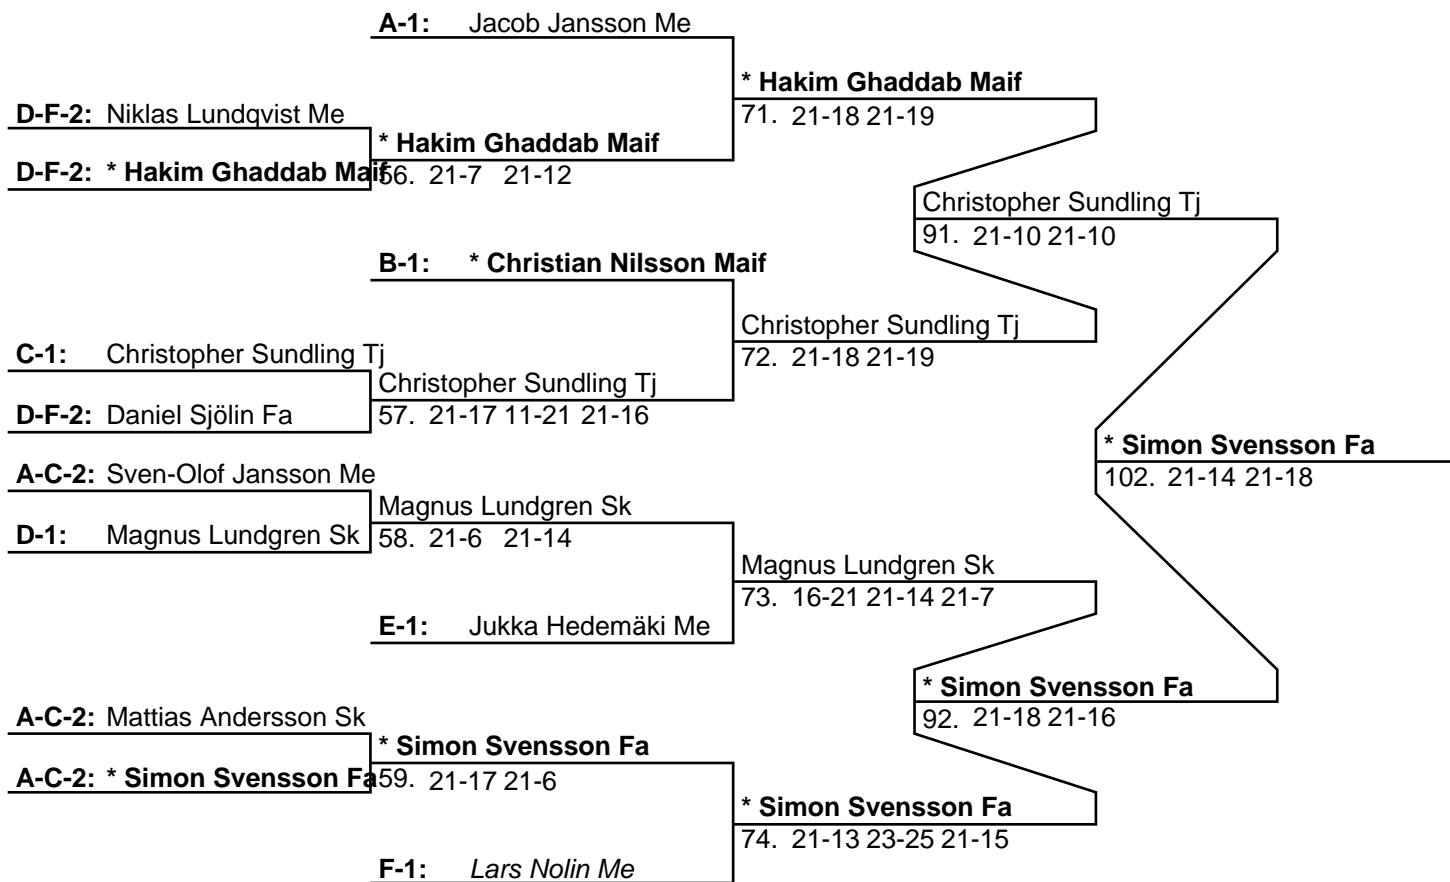 A-1: Jacob Jansson Me
* Hakim Ghaddab Maif
D-F-2: Niklas Lundqvist Me
71. 21-18 21-19
* Hakim Ghaddab Maif
D-F-2: * Hakim Ghaddab Maif
56. 21-7 21-12
Christopher Sundling Tj
91. 21-10 21-10
B-1: * Christian Nilsson Maif
Christopher Sundling Tj
C-1: Christopher Sundling Tj
72. 21-18 21-19
Christopher Sundling Tj
D-F-2: Daniel Sjölin Fa
57. 21-17 11-21 21-16
* Simon Svensson Fa
A-C-2: Sven-Olof Jansson Me
102. 21-14 21-18
Magnus Lundgren Sk
D-1: Magnus Lundgren Sk
58. 21-6 21-14
Magnus Lundgren Sk
73. 16-21 21-14 21-7
E-1: Jukka Hedemäki Me
* Simon Svensson Fa
A-C-2: Mattias Andersson Sk
92. 21-18 21-16
* Simon Svensson Fa
A-C-2: * Simon Svensson Fa
59. 21-17 21-6
* Simon Svensson Fa
74. 21-13 23-25 21-15
F-1: Lars Nolin Me